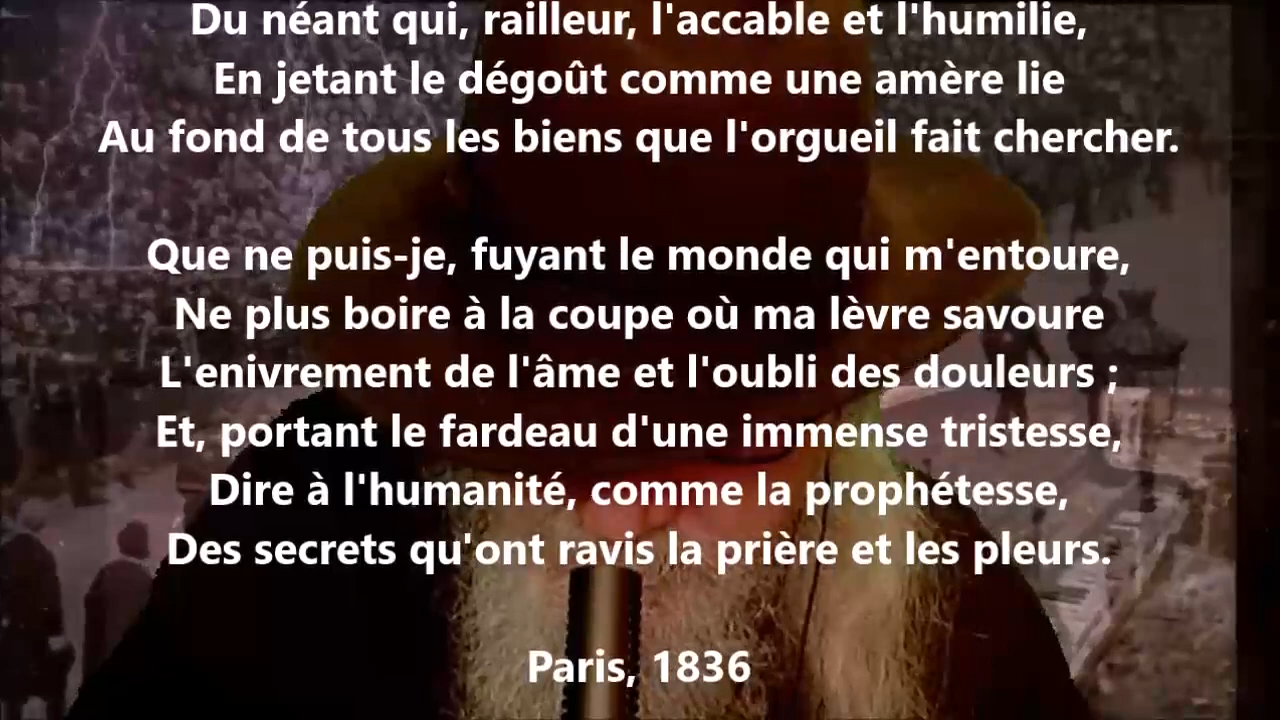 Du néant qui, railleur, l'accable et l'humilie,
En jetant le dégoût comme une amère lie
Au fond de tous les biens que l'orgueil fait chercher.
Que ne puis-je, fuyant le monde qui m'entoure,
Ne plus boire à la coupe où ma lèvre savoure
L'enivrement de l'âme et l'oubli des douleurs ;
Et, portant le fardeau d'une immense tristesse,
Dire à l'humanité, comme la prophétesse,
Des secrets qu'ont ravis la prière et les pleurs.
Paris, 1836